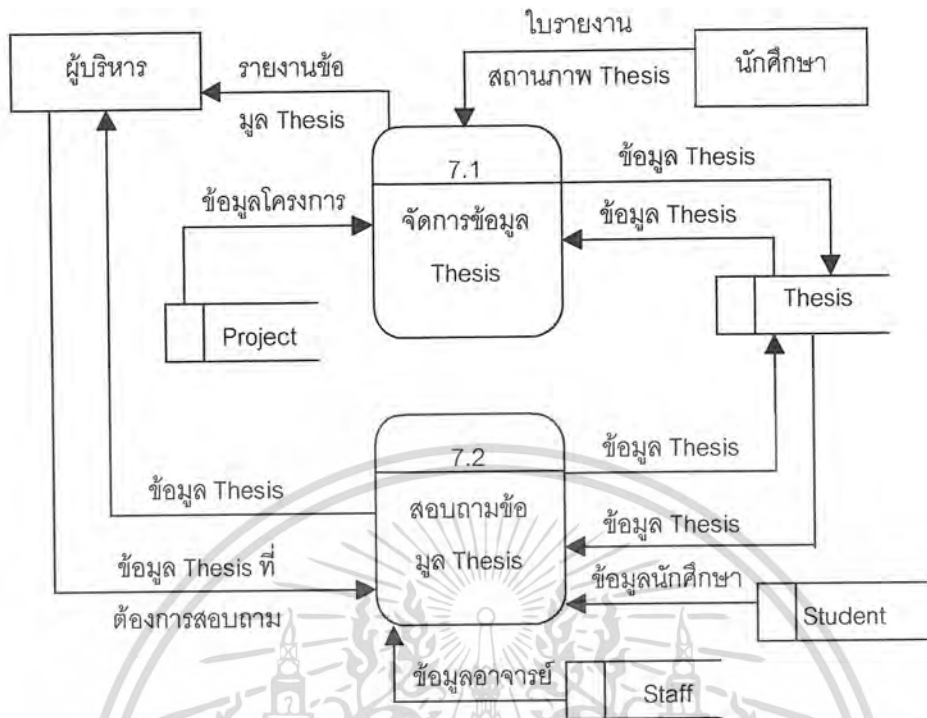 ใบรายงาน
สถานภาพ Thesis
นักศึกษา
ผู้บริหาร
รายงานข้อ
มูล Thesis
7.1
จัดการข้อมูล
Thesis
ข้อมูล Thesis
ข้อมูล Thesis
ข้อมูลโครงการ
Project
Thesis
7.2
สอบถามข้อ
มูล Thesis
ข้อมูล Thesis
ข้อมูล Thesis
ข้อมูล Thesis
ข้อมูล Thesis ที่
ต้องการสอบถาม
ข้อมูลนักศึกษา
Student
ข้อมูลอาจารย์
Staff